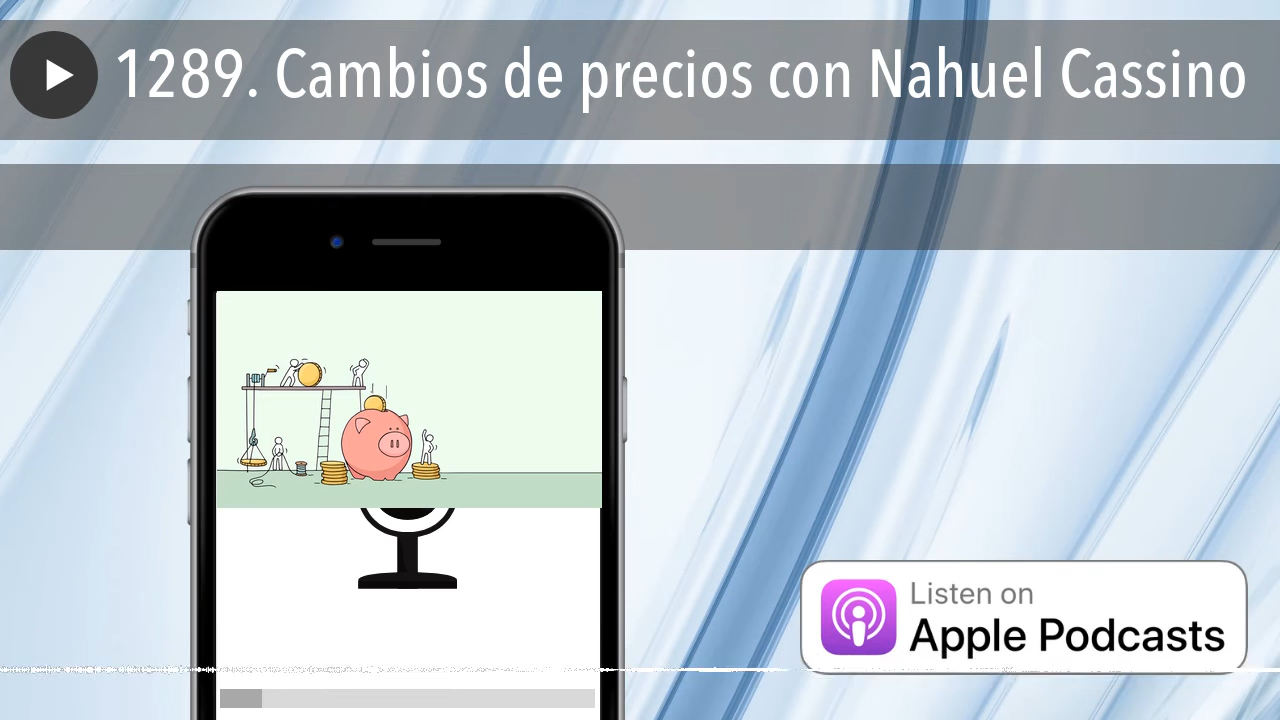 1289. Cambios de precios con Nahuel Cassino
Listen on
Apple Podcasts